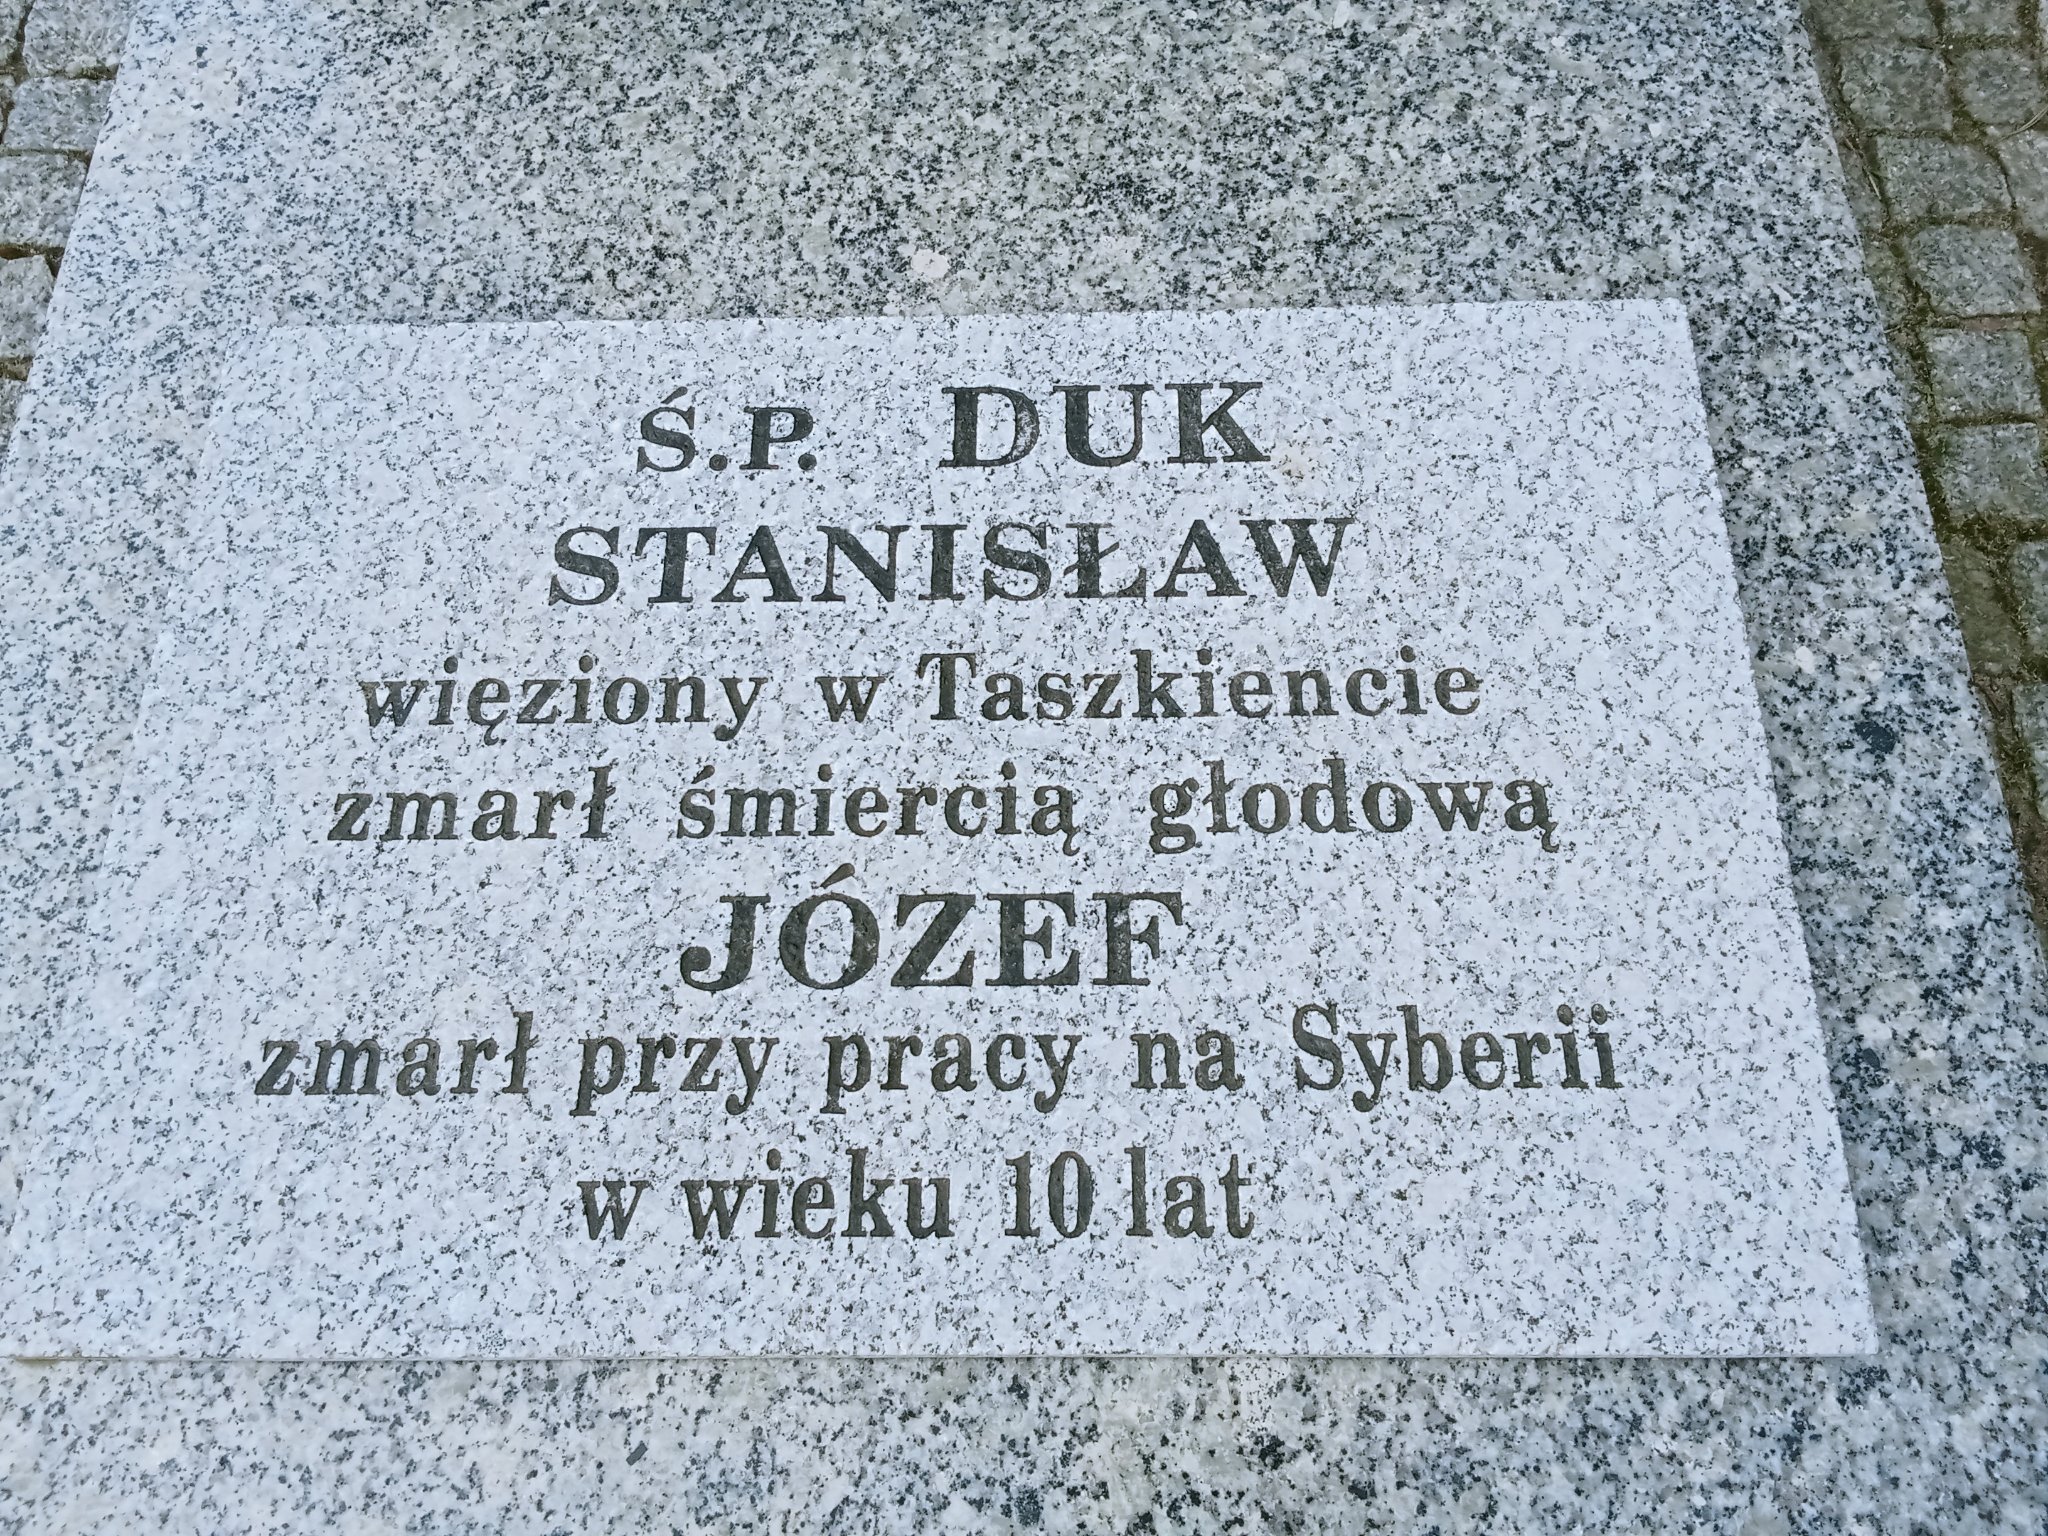 Ś.P. DUK
STANISŁAW
więziony w Taszkiencie
zmarł śmiercią głodową
JÓZEF
zmarł przy pracy na Syberii
w wieku 10 lat